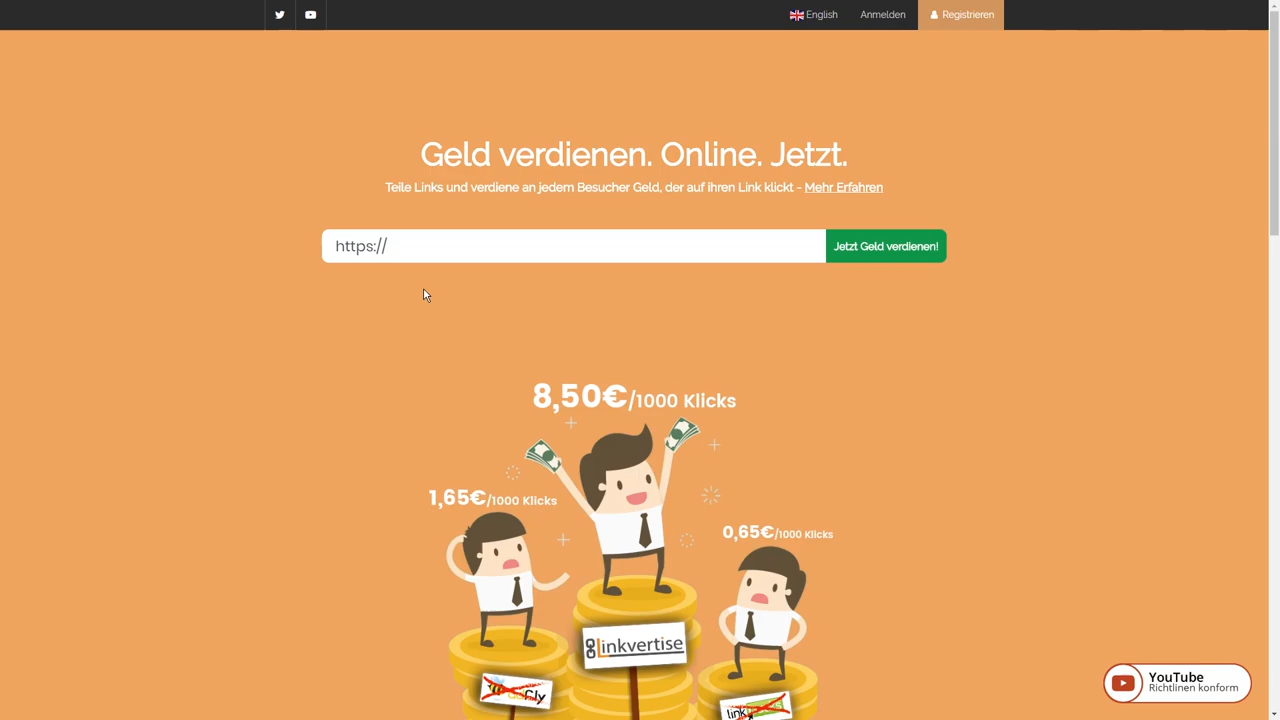 English Anmelden Registrieren
Geld verdienen. Online. Jetzt.
Teile Links und verdiene an jedem Besucher Geld, der auf ihren Link klickt - Mehr Erfahren
https:// Jetzt Geld verdienen!
8,50€/1000 Klicks
1,65€/1000 Klicks
0,65€/1000 Klicks
linkvertise
fly
link
YouTube
Richtlinen konform